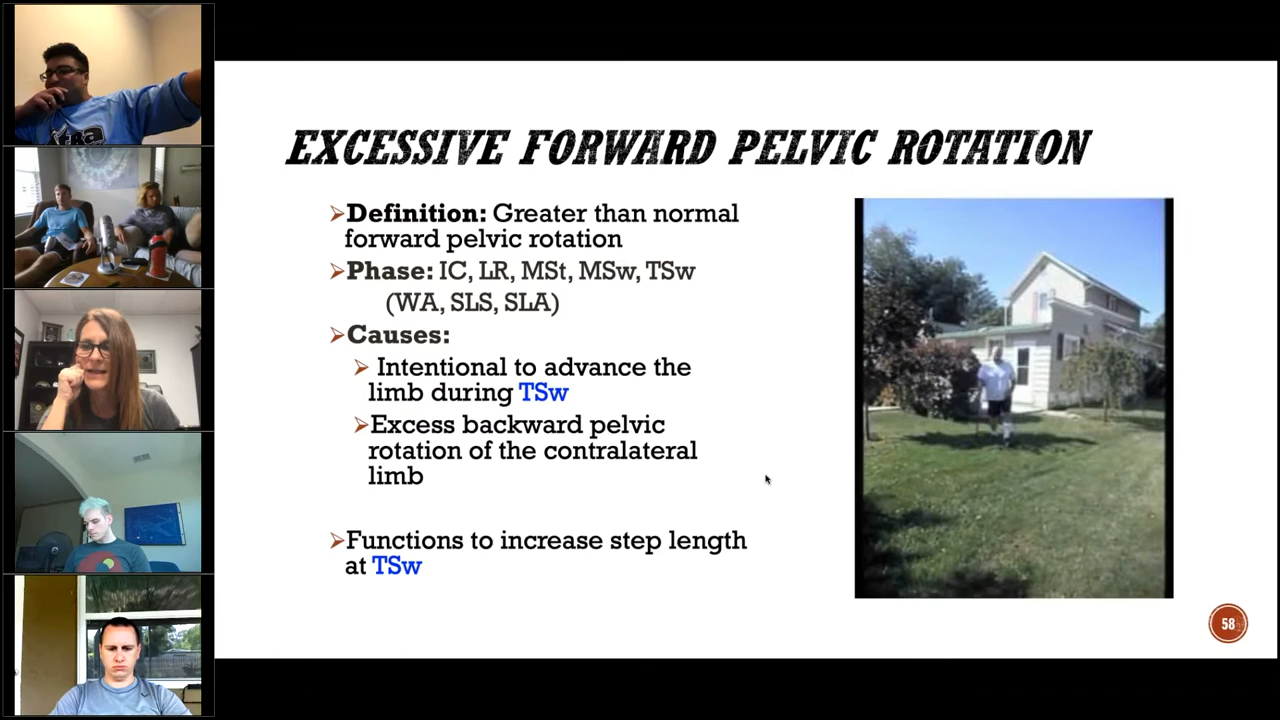 EXCESSIVE FORWARD PELVIC ROTATION
Definition: Greater than normal
forward pelvic rotation
Phase: IC, LR, MSt, MSw, TSw
(WA, SLS, SLA)
Causes:
Intentional to advance the
limb during TSw
Excess backward pelvic
rotation of the contralateral
limb
Functions to increase step length
at TSw
58